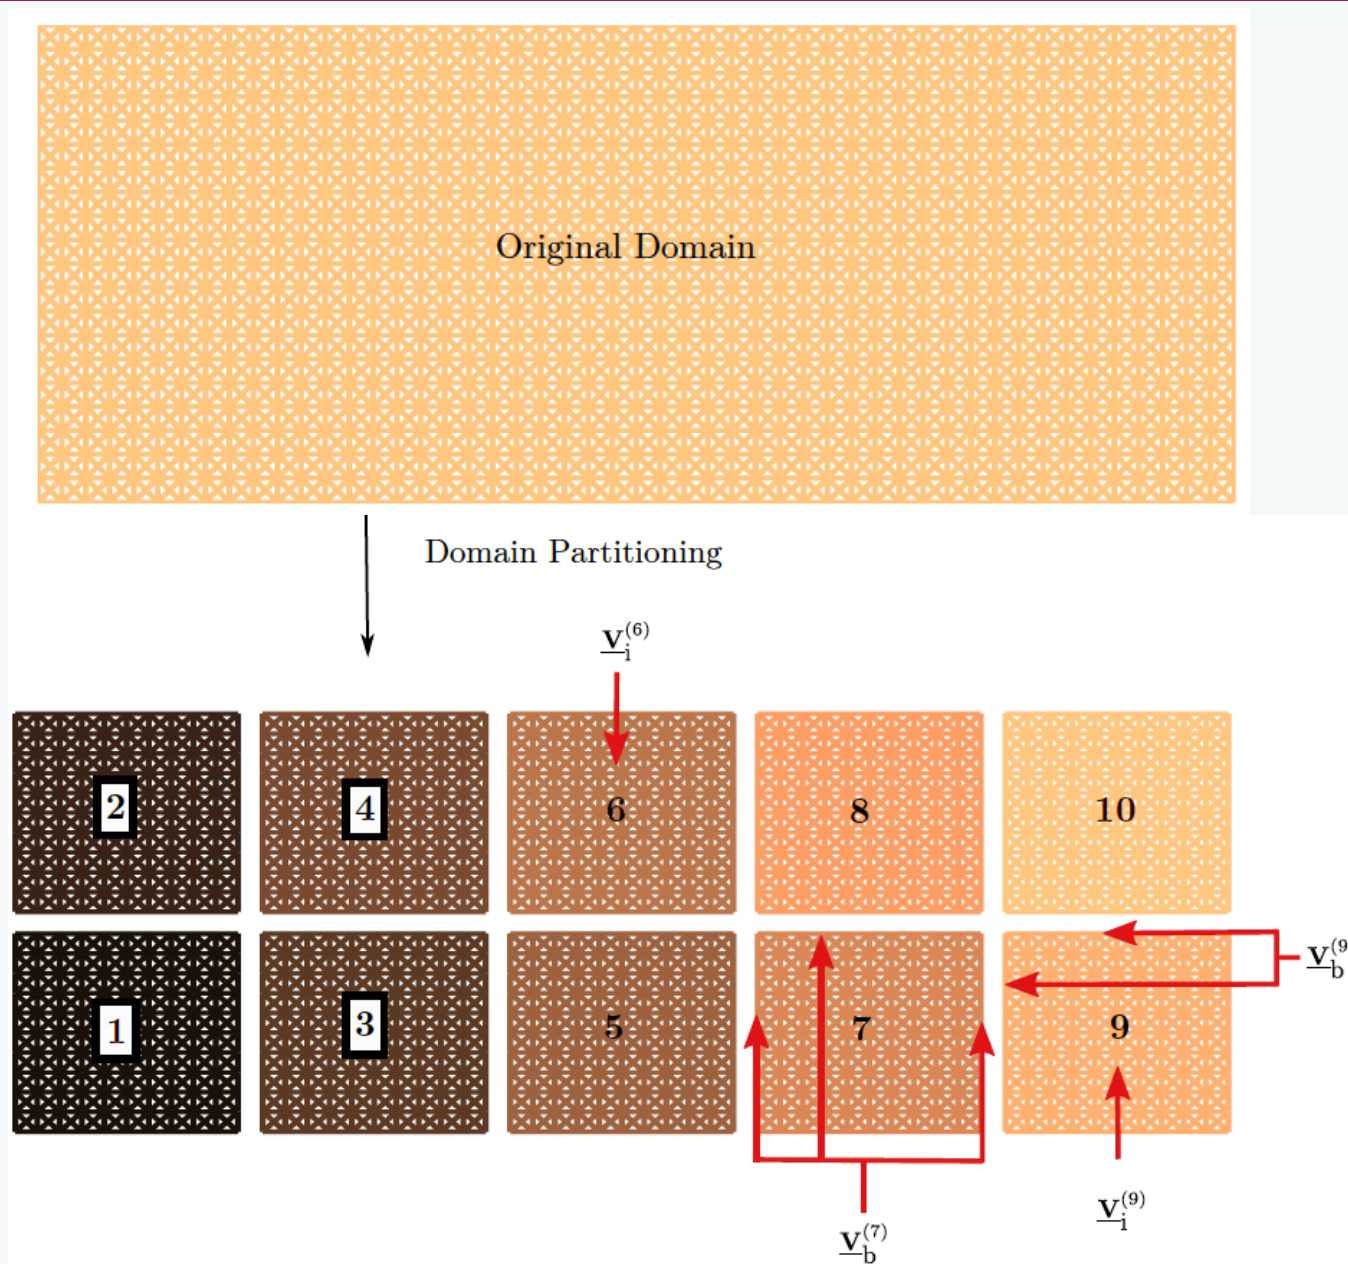 Original Domain
Domain Partitioning
v_i^(6)
2
4
6
8
10
1
3
5
7
9
v_b^(9
v_i^(9)
v_b^(7)